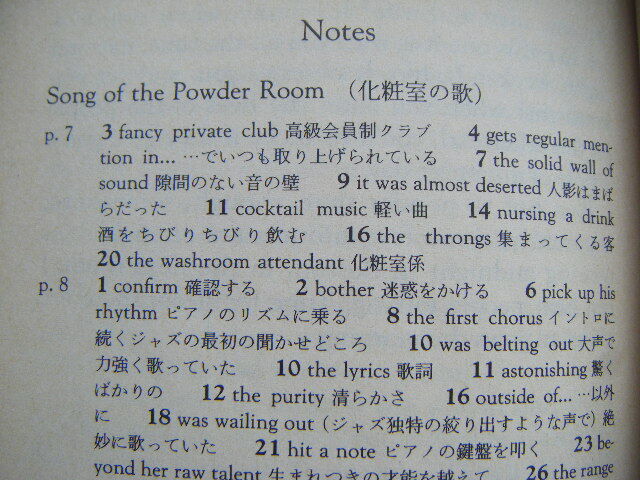 Notes
Song of the Powder Room （化粧室の歌）
p. 7 3 fancy private club 高級会員制クラブ 4 gets regular men-
tion in... …でいつも取り上げられている 7 the solid wall of
sound 隙間のない音の壁 9 it was almost deserted 人影はまば
らだった 11 cocktail music 軽い曲 14 nursing a drink
酒をちびりちびり飲む 16 the throngs 集まってくる客
20 the washroom attendant 化粧室係
p. 8 1 confirm 確認する 2 bother 迷惑をかける 6 pick up his
rhythm ピアノのリズムに乗る 8 the first chorus イントロに
続くジャズの最初の聞かせどころ 10 was belting out 大声で
力強く歌っていた 10 the lyrics 歌詞 11 astonishing 驚く
ばかりの 12 the purity 清らかさ 16 outside of... …以外
に 18 was wailing out (ジャズ独特の絞り出すような声で) 絶
妙に歌っていた 21 hit a note ピアノの鍵盤を叩く 23 be-
yond her raw talent 生まれつきの才能を越えて 26 the range